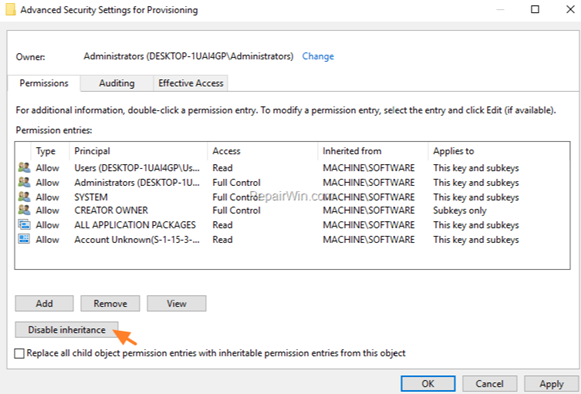 Advanced Security Settings for Provisioning
Owner: Administrators (DESKTOP-1UAI4GP\Administrators) Change
Permissions Auditing Effective Access
For additional information, double-click a permission entry. To modify a permission entry, select the entry and click Edit (if available).
Permission entries:
Type Principal Access Inherited from Applies to
Allow Users (DESKTOP-1UAI4GP\Us... Read MACHINE\SOFTWARE This key and subkeys
Allow Administrators (DESKTOP-1U... Full Control MACHINE\SOFTWARE This key and subkeys
Allow SYSTEM Full Control MACHINE\SOFTWARE This key and subkeys
RepairWin.com
Allow CREATOR OWNER Full Control MACHINE\SOFTWARE Subkeys only
Allow ALL APPLICATION PACKAGES Read MACHINE\SOFTWARE This key and subkeys
Allow Account Unknown(S-1-15-3-... Read MACHINE\SOFTWARE This key and subkeys
Add Remove View
Disable inheritance
Replace all child object permission entries with inheritable permission entries from this object
OK Cancel Apply